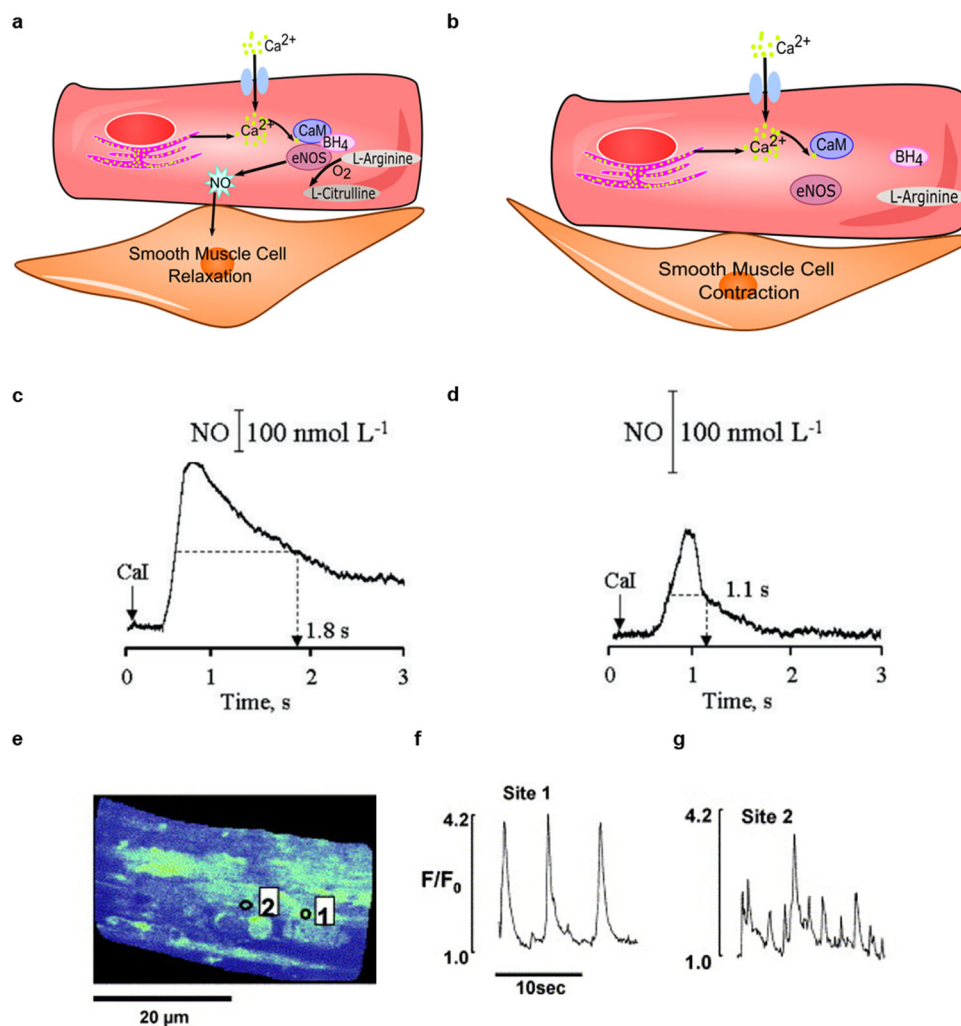 a
Ca2+
Ca2+
CaM
BH4
eNOS
L-Arginine
O2
NO
L-Citrulline
Smooth Muscle Cell
Relaxation
b
Ca2+
Ca2+
CaM
BH4
eNOS
L-Arginine
Smooth Muscle Cell
Contraction
c
NO 100 nmol L-1
CaI
1.8 s
0 1 2 3
Time, s
d
NO 100 nmol L-1
CaI
1.1 s
0 1 2 3
Time, s
e
2
1
20 µm
f
Site 1
4.2
F/F0
1.0
10sec
g
Site 2
4.2
1.0